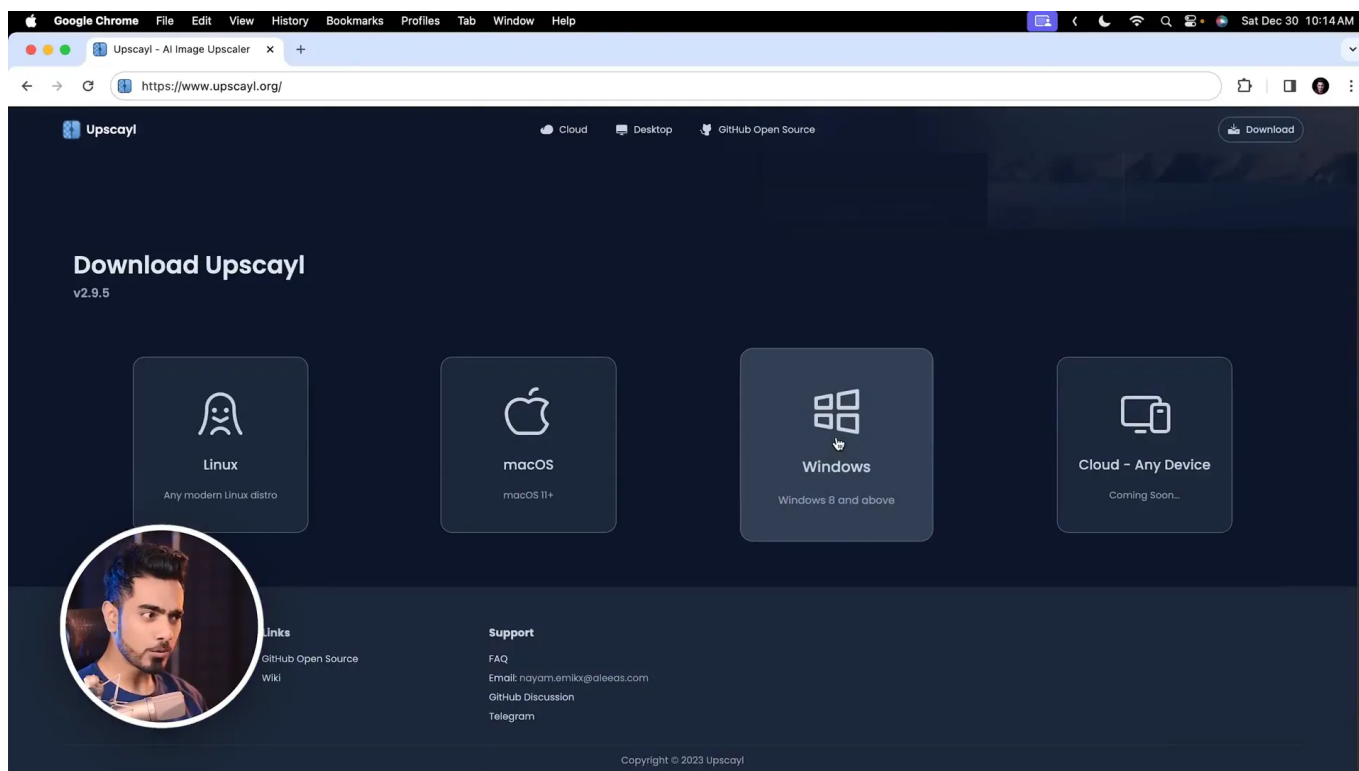 Google Chrome File Edit View History Bookmarks Profiles Tab Window Help Sat Dec 30 10:14 AM
Upscayl - AI Image Upscaler
https://www.upscayl.org/
Upscayl Cloud Desktop GitHub Open Source Download
Download Upscayl
v2.9.5
Linux
Any modern Linux distro
macOS
macOS 11+
Windows
Windows 8 and above
Cloud - Any Device
Coming Soon...
Links
GitHub Open Source
Wiki
Support
FAQ
Email: nayam.emikx@aleeas.com
GitHub Discussion
Telegram
Copyright © 2023 Upscayl